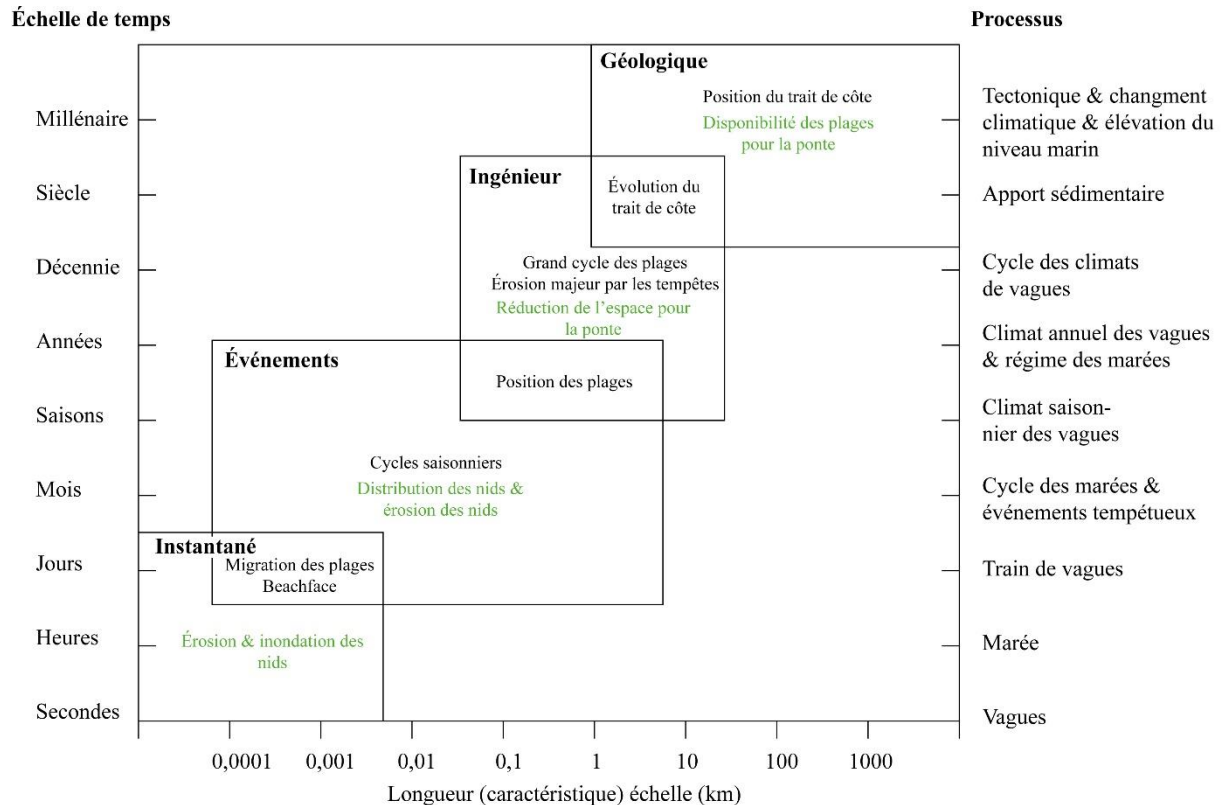 Échelle de temps
Processus
Géologique
Position du trait de côte
Disponibilité des plages
pour la ponte
Millénaire
Tectonique & changment
climatique & élévation du
niveau marin
Ingénieur
Évolution du
trait de côte
Siècle
Apport sédimentaire
Décennie
Grand cycle des plages
Érosion majeur par les tempêtes
Réduction de l’espace pour
la ponte
Cycle des climats
de vagues
Années
Climat annuel des vagues
& régime des marées
Événements
Position des plages
Saisons
Climat saison-
nier des vagues
Cycles saisonniers
Distribution des nids &
érosion des nids
Mois
Cycle des marées &
événements tempétueux
Instantané
Migration des plages
Beachface
Jours
Train de vagues
Heures
Érosion & inondation des
nids
Marée
Secondes
Vagues
0,0001 0,001 0,01 0,1 1 10 100 1000
Longueur (caractéristique) échelle (km)